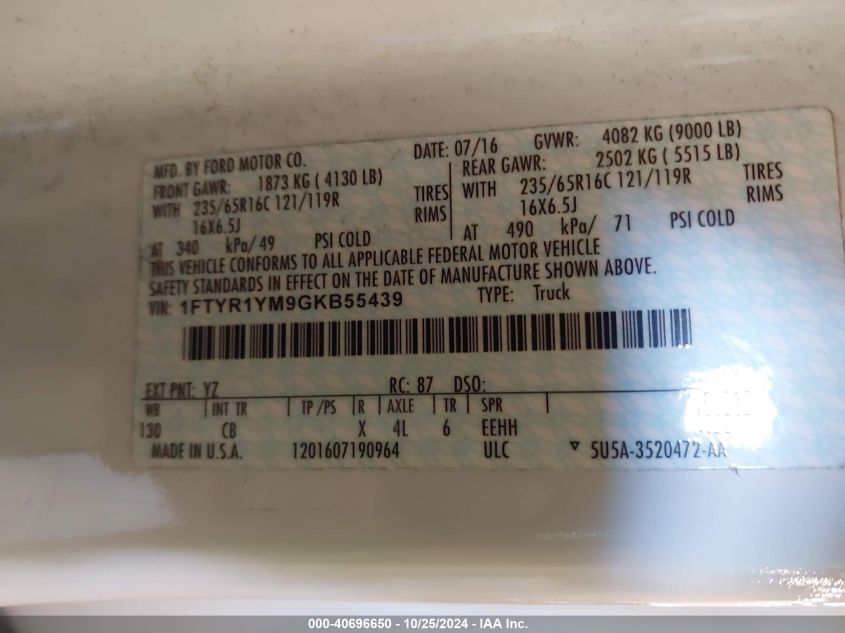 MFD. BY FORD MOTOR CO.
DATE: 07/16 GVWR: 4082 KG (9000 LB)
FRONT GAWR: 1873 KG ( 4130 LB)
REAR GAWR: 2502 KG ( 5515 LB)
WITH 235/65R16C 121/119R TIRES
WITH 235/65R16C 121/119R TIRES
16X6.5J RIMS
16X6.5J RIMS
AT 340 kPa/ 49 PSI COLD
AT 490 kPa/ 71 PSI COLD
THIS VEHICLE CONFORMS TO ALL APPLICABLE FEDERAL MOTOR VEHICLE
SAFETY STANDARDS IN EFFECT ON THE DATE OF MANUFACTURE SHOWN ABOVE.
VIN: 1FTYR1YM9GKB55439 TYPE: Truck
EXT PNT: YZ RC: 87 DSO:
WB INT TR TP /PS R AXLE TR SPR
130 CB X 4L 6 EEHH
MADE IN U.S.A. 1201607190964 ULC 5U5A-3520472-AA
000-40696650 - 10/25/2024 - IAA Inc.